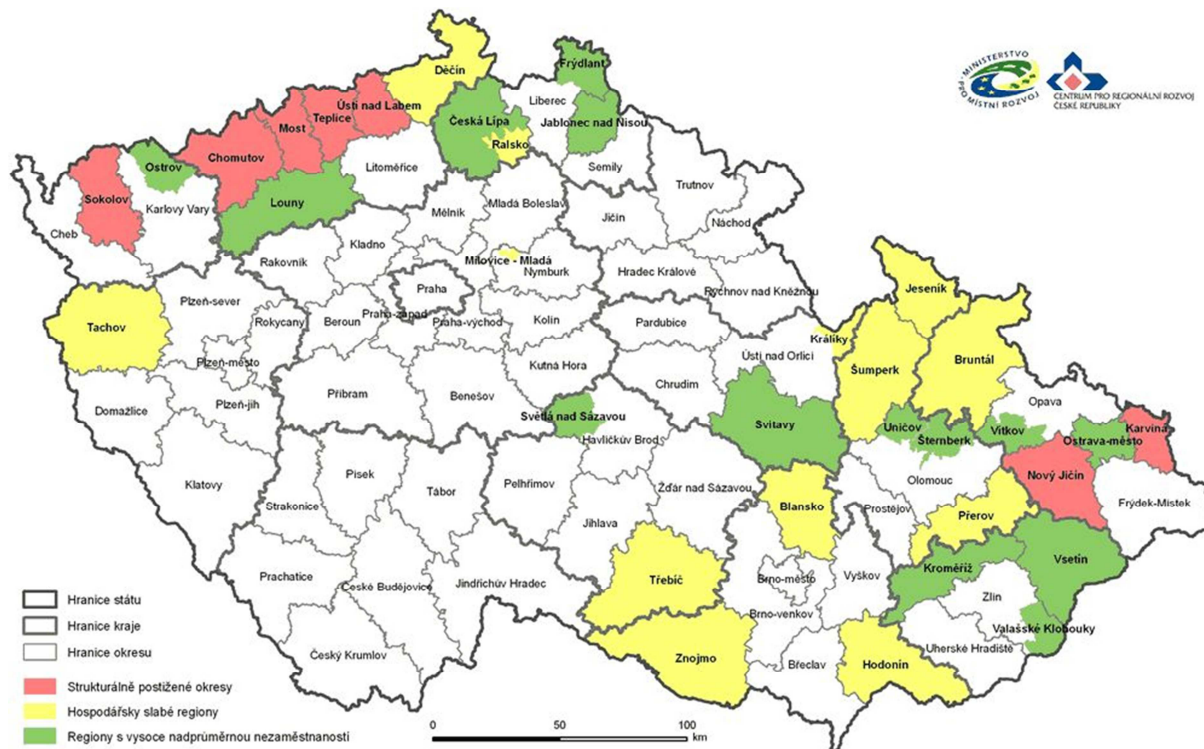 MINISTERSTVO
PRO MÍSTNÍ ROZVOJ
CENTRUM PRO REGIONÁLNÍ ROZVOJ
ČESKÉ REPUBLIKY
Děčín
Frýdlant
Ústí nad Labem
Liberec
Teplice
Most
Česká Lípa
Jablonec nad Nisou
Ralsko
Chomutov
Ostrov
Litoměřice
Semily
Sokolov
Louny
Trutnov
Karlovy Vary
Mělník
Mladá Boleslav
Jičín
Náchod
Cheb
Kladno
Rakovník
Milovice - Mladá
Nymburk
Hradec Králové
Rychnov nad Kněžnou
Jeseník
Praha
Plzeň-sever
Tachov
Rokycany
Beroun
Praha-západ
Praha-východ
Kolín
Pardubice
Králíky
Bruntál
Plzeň-město
Ústí nad Orlicí
Šumperk
Kutná Hora
Chrudim
Příbram
Benešov
Plzeň-jih
Domažlice
Opava
Světlá nad Sázavou
Svitavy
Uničov
Šternberk
Vítkov
Karviná
Ostrava-město
Havlíčkův Brod
Písek
Tábor
Pelhřimov
Klatovy
Žďár nad Sázavou
Nový Jičín
Olomouc
Frýdek-Místek
Strakonice
Blansko
Prostějov
Přerov
Jihlava
Vsetín
Prachatice
České Budějovice
Jindřichův Hradec
Třebíč
Brno-město
Vyškov
Kroměříž
Zlín
Brno-venkov
Valašské Klobouky
Uherské Hradiště
Český Krumlov
Znojmo
Břeclav
Hodonín
Hranice státu
Hranice kraje
Hranice okresu
Strukturálně postižené okresy
Hospodářsky slabé regiony
Regiony s vysoce nadprůměrnou nezaměstnaností
0 50 100
km